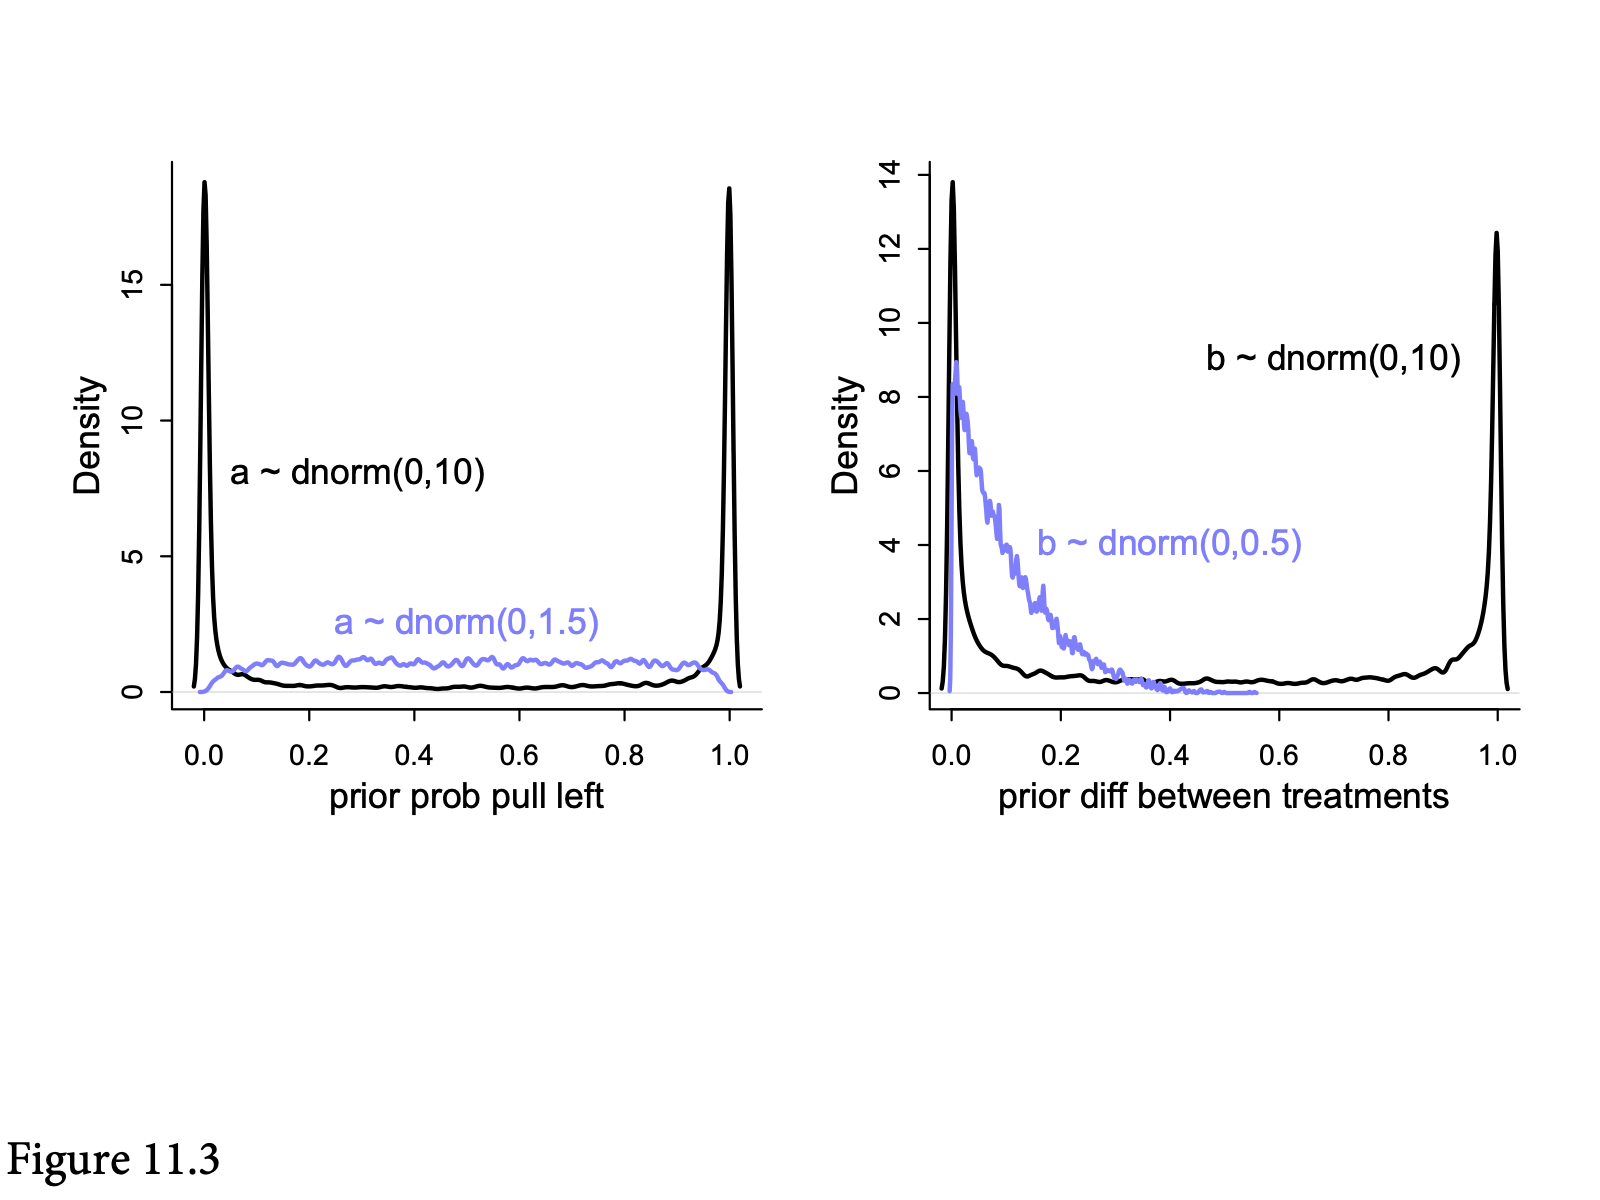 Density
15
10
5
0
a ~ dnorm(0,10)
a ~ dnorm(0,1.5)
0.0 0.2 0.4 0.6 0.8 1.0
prior prob pull left
Density
14
12
10
8
6
4
2
0
b ~ dnorm(0,10)
b ~ dnorm(0,0.5)
0.0 0.2 0.4 0.6 0.8 1.0
prior diff between treatments
Figure 11.3